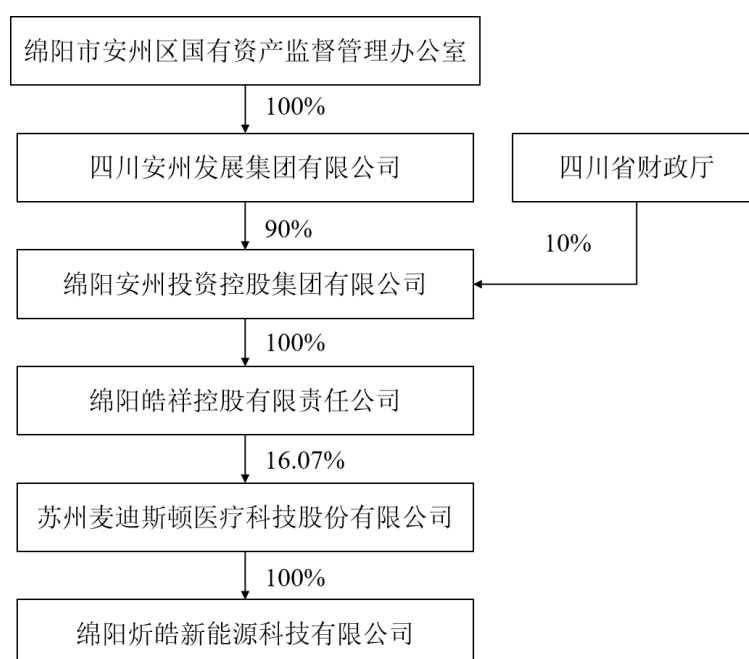 绵阳市安州区国有资产监督管理办公室
100%
四川安州发展集团有限公司
四川省财政厅
90%
10%
绵阳安州投资控股集团有限公司
100%
绵阳皓祥控股有限责任公司
16.07%
苏州麦迪斯顿医疗科技股份有限公司
100%
绵阳炘皓新能源科技有限公司